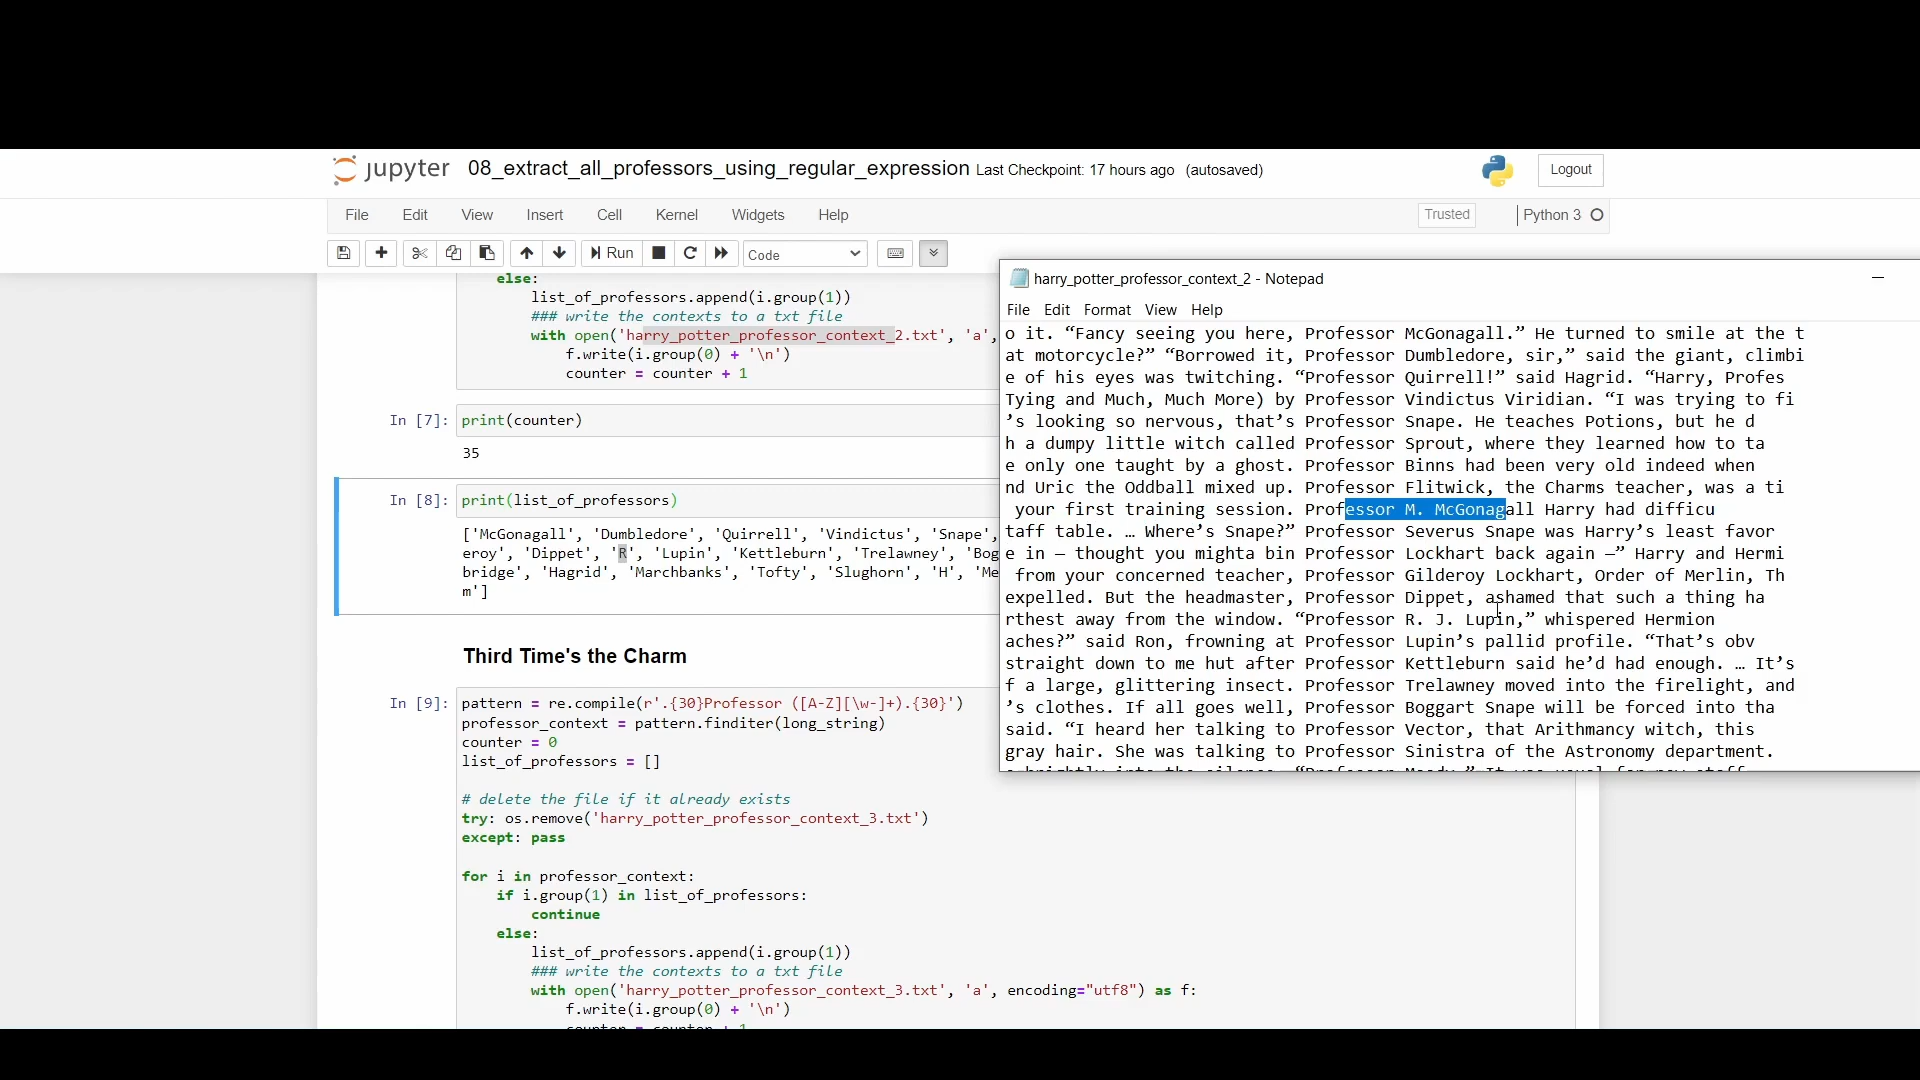 jupyter 08_extract_all_professors_using_regular_expression Last Checkpoint: 17 hours ago (autosaved) Logout
File Edit View Insert Cell Kernel Widgets Help Trusted Python 3
Run Code
else:
list_of_professors.append(i.group(1))
### write the contexts to a txt file
with open('harry_potter_professor_context_2.txt', 'a',
f.write(i.group(0) + '\n')
counter = counter + 1
In [7]: print(counter)
35
In [8]: print(list_of_professors)
['McGonagall', 'Dumbledore', 'Quirrell', 'Vindictus', 'Snape',
eroy', 'Dippet', 'R', 'Lupin', 'Kettleburn', 'Trelawney', 'Bog
bridge', 'Hagrid', 'Marchbanks', 'Tofty', 'Slughorn', 'H', 'Me
m']
Third Time's the Charm
In [9]: pattern = re.compile(r'.{30}Professor ([A-Z][\w-]+).{30}')
professor_context = pattern.finditer(long_string)
counter = 0
list_of_professors = []
# delete the file if it already exists
try: os.remove('harry_potter_professor_context_3.txt')
except: pass
for i in professor_context:
if i.group(1) in list_of_professors:
continue
else:
list_of_professors.append(i.group(1))
### write the contexts to a txt file
with open('harry_potter_professor_context_3.txt', 'a', encoding="utf8") as f:
f.write(i.group(0) + '\n')
counter = counter + 1
harry_potter_professor_context_2 - Notepad
File Edit Format View Help
o it. “Fancy seeing you here, Professor McGonagall.” He turned to smile at the t
at motorcycle?” “Borrowed it, Professor Dumbledore, sir,” said the giant, climbi
e of his eyes was twitching. “Professor Quirrell!” said Hagrid. “Harry, Profes
Tying and Much, Much More) by Professor Vindictus Viridian. “I was trying to fi
’s looking so nervous, that’s Professor Snape. He teaches Potions, but he d
h a dumpy little witch called Professor Sprout, where they learned how to ta
e only one taught by a ghost. Professor Binns had been very old indeed when
nd Uric the Oddball mixed up. Professor Flitwick, the Charms teacher, was a ti
your first training session. Professor M. McGonagall Harry had difficu
taff table. … Where’s Snape?” Professor Severus Snape was Harry’s least favor
e in — thought you mighta bin Professor Lockhart back again —” Harry and Hermi
from your concerned teacher, Professor Gilderoy Lockhart, Order of Merlin, Th
expelled. But the headmaster, Professor Dippet, ashamed that such a thing ha
rthest away from the window. “Professor R. J. Lupin,” whispered Hermion
aches?” said Ron, frowning at Professor Lupin’s pallid profile. “That’s obv
straight down to me hut after Professor Kettleburn said he’d had enough. … It’s
f a large, glittering insect. Professor Trelawney moved into the firelight, and
’s clothes. If all goes well, Professor Boggart Snape will be forced into tha
said. “I heard her talking to Professor Vector, that Arithmancy witch, this
gray hair. She was talking to Professor Sinistra of the Astronomy department.